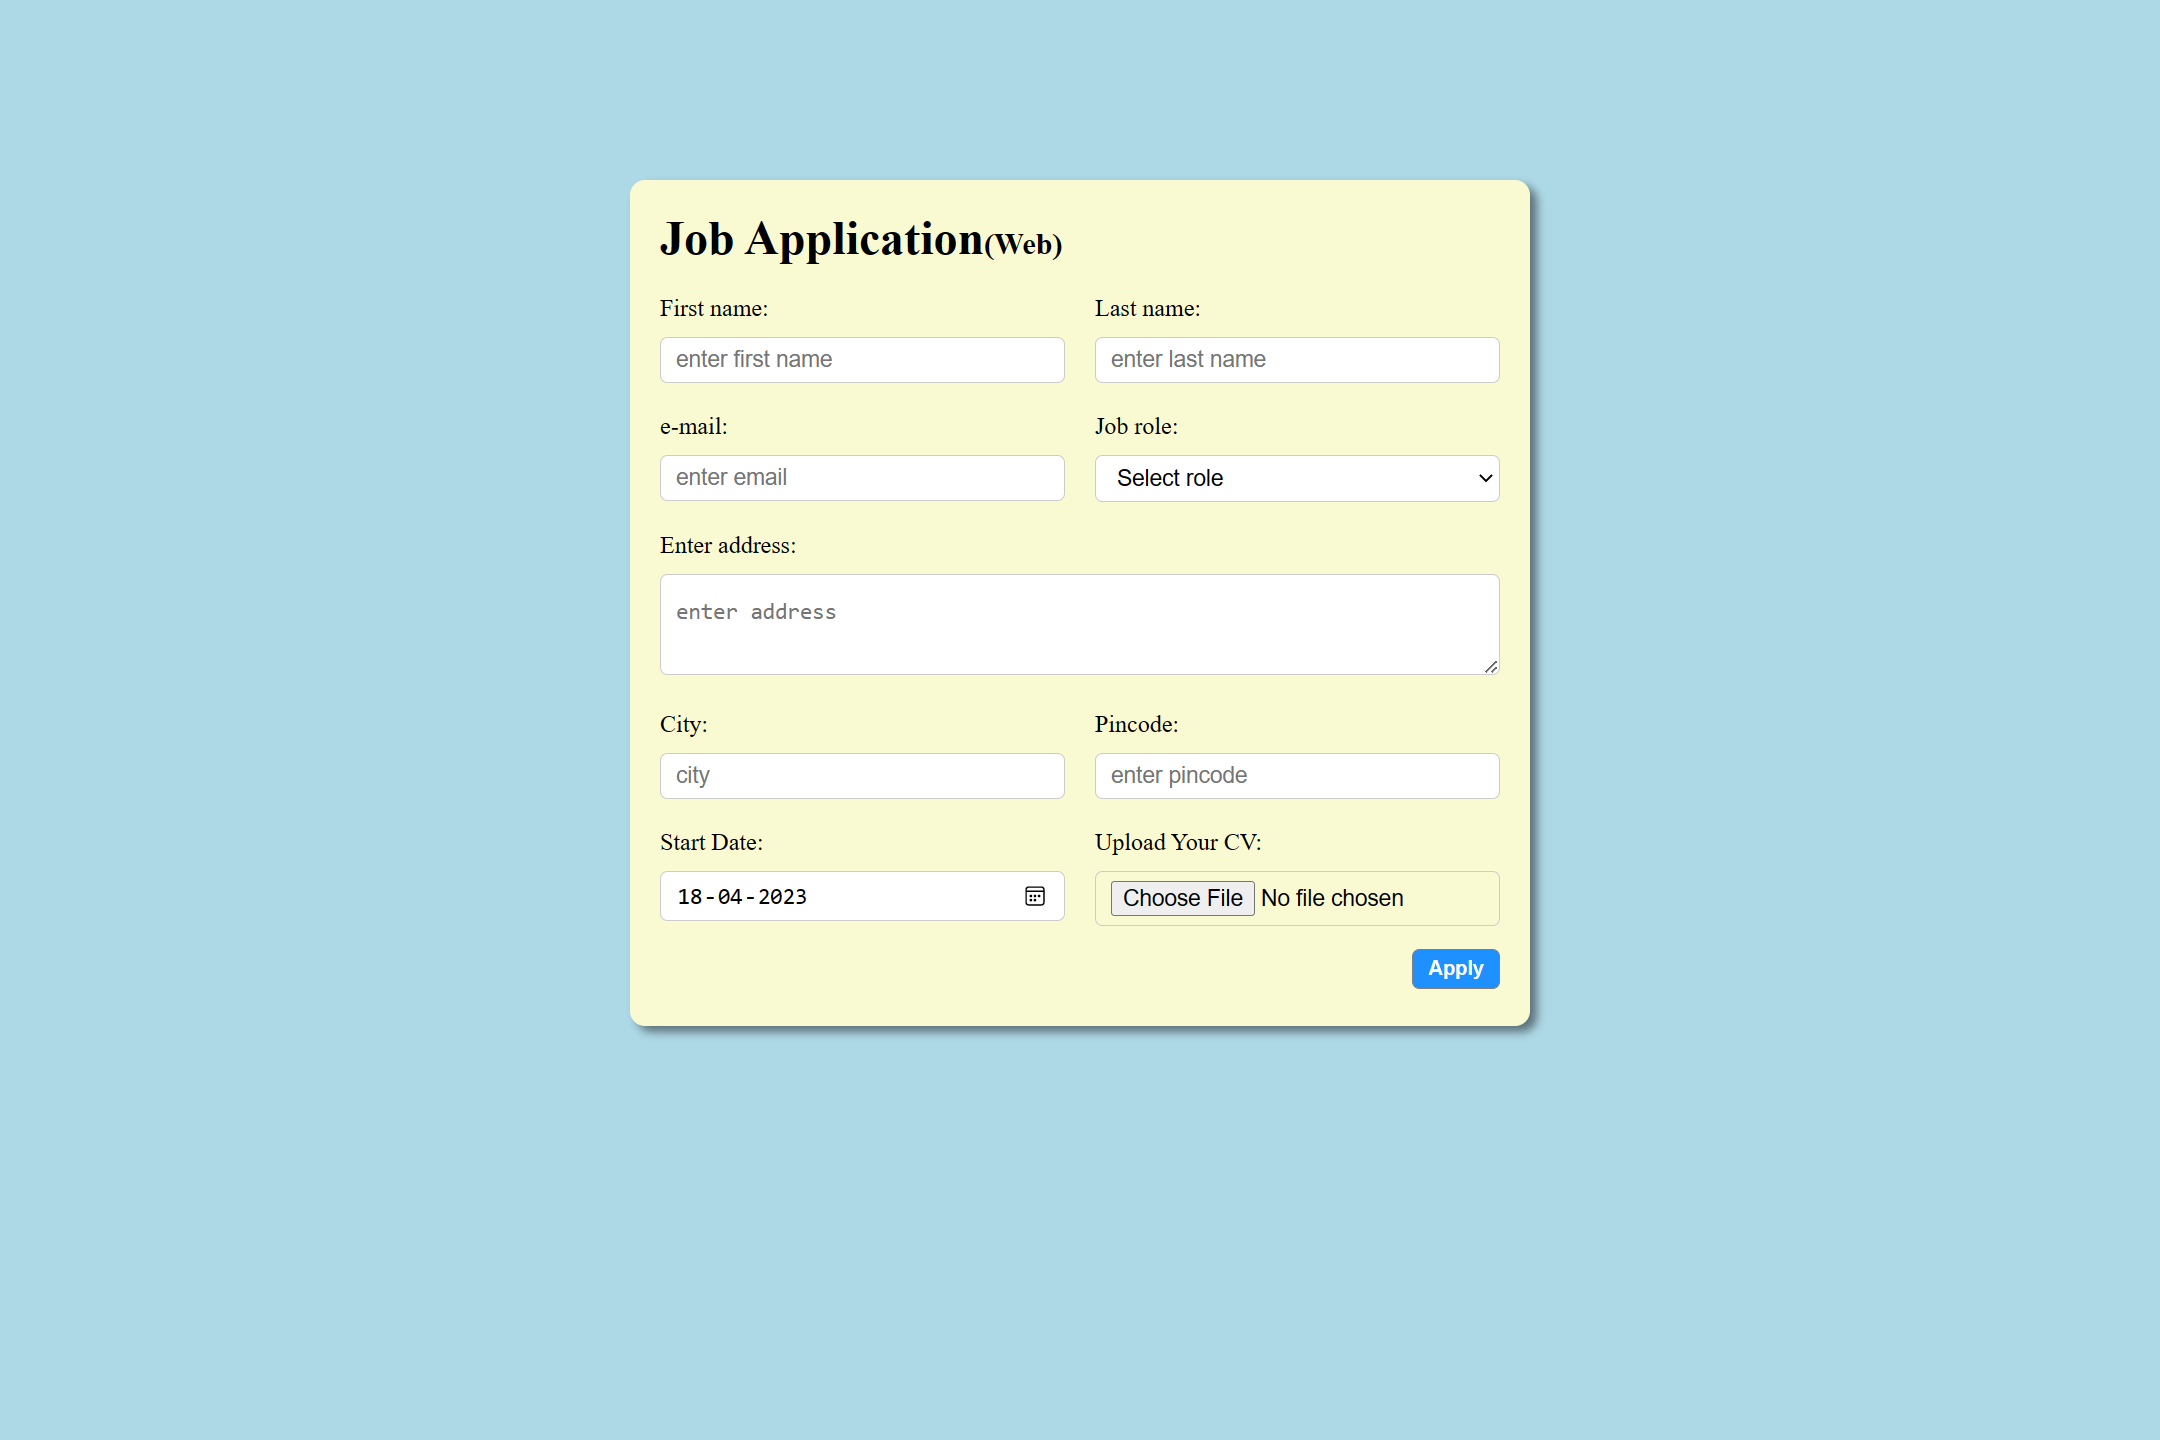 Job Application(Web)
First name: Last name:
enter first name enter last name
e-mail: Job role:
enter email Select role
Enter address:
enter address
City: Pincode:
city enter pincode
Start Date: Upload Your CV:
18-04-2023 Choose File No file chosen
Apply